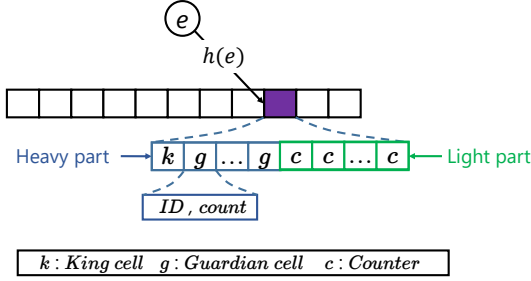 e
h(e)
Heavy part k g ... g c c ... c Light part
ID , count
k : King cell g : Guardian cell c : Counter